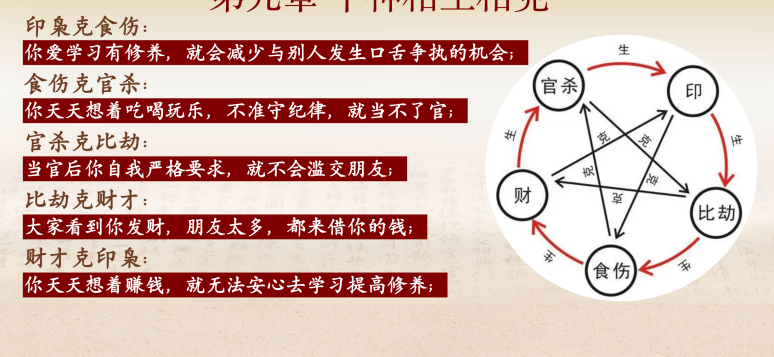 第九章 十神相生相克
印枭克食伤：
你爱学习有修养，就会减少与别人发生口舌争执的机会；
食伤克官杀：
你天天想着吃喝玩乐，不准守纪律，就当不了官；
官杀克比劫：
当官后你自我严格要求，就不会滥交朋友；
比劫克财才：
大家看到你发财，朋友太多，都来借你的钱；
财才克印枭：
你天天想着赚钱，就无法安心去学习提高修养；
生
官杀
印
生
克
克
生
克
克
财
克
比劫
生
食伤
生